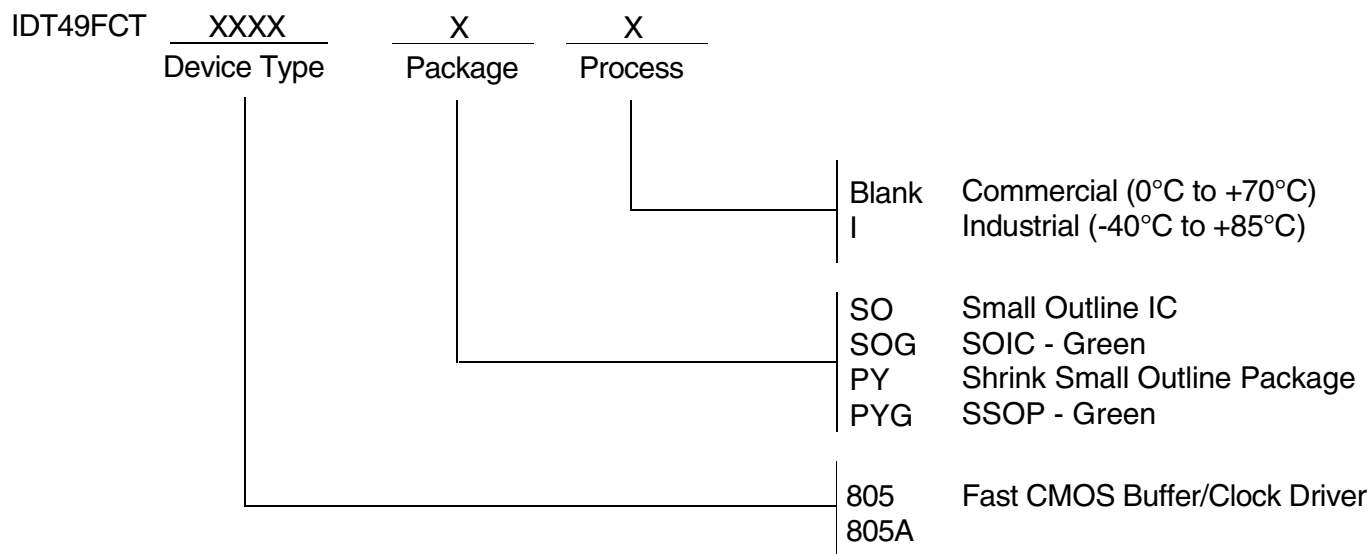 IDT49FCT XXXX X X
Device Type Package Process
Blank Commercial (0°C to +70°C)
I Industrial (-40°C to +85°C)
SO Small Outline IC
SOG SOIC - Green
PY Shrink Small Outline Package
PYG SSOP - Green
805 Fast CMOS Buffer/Clock Driver
805A